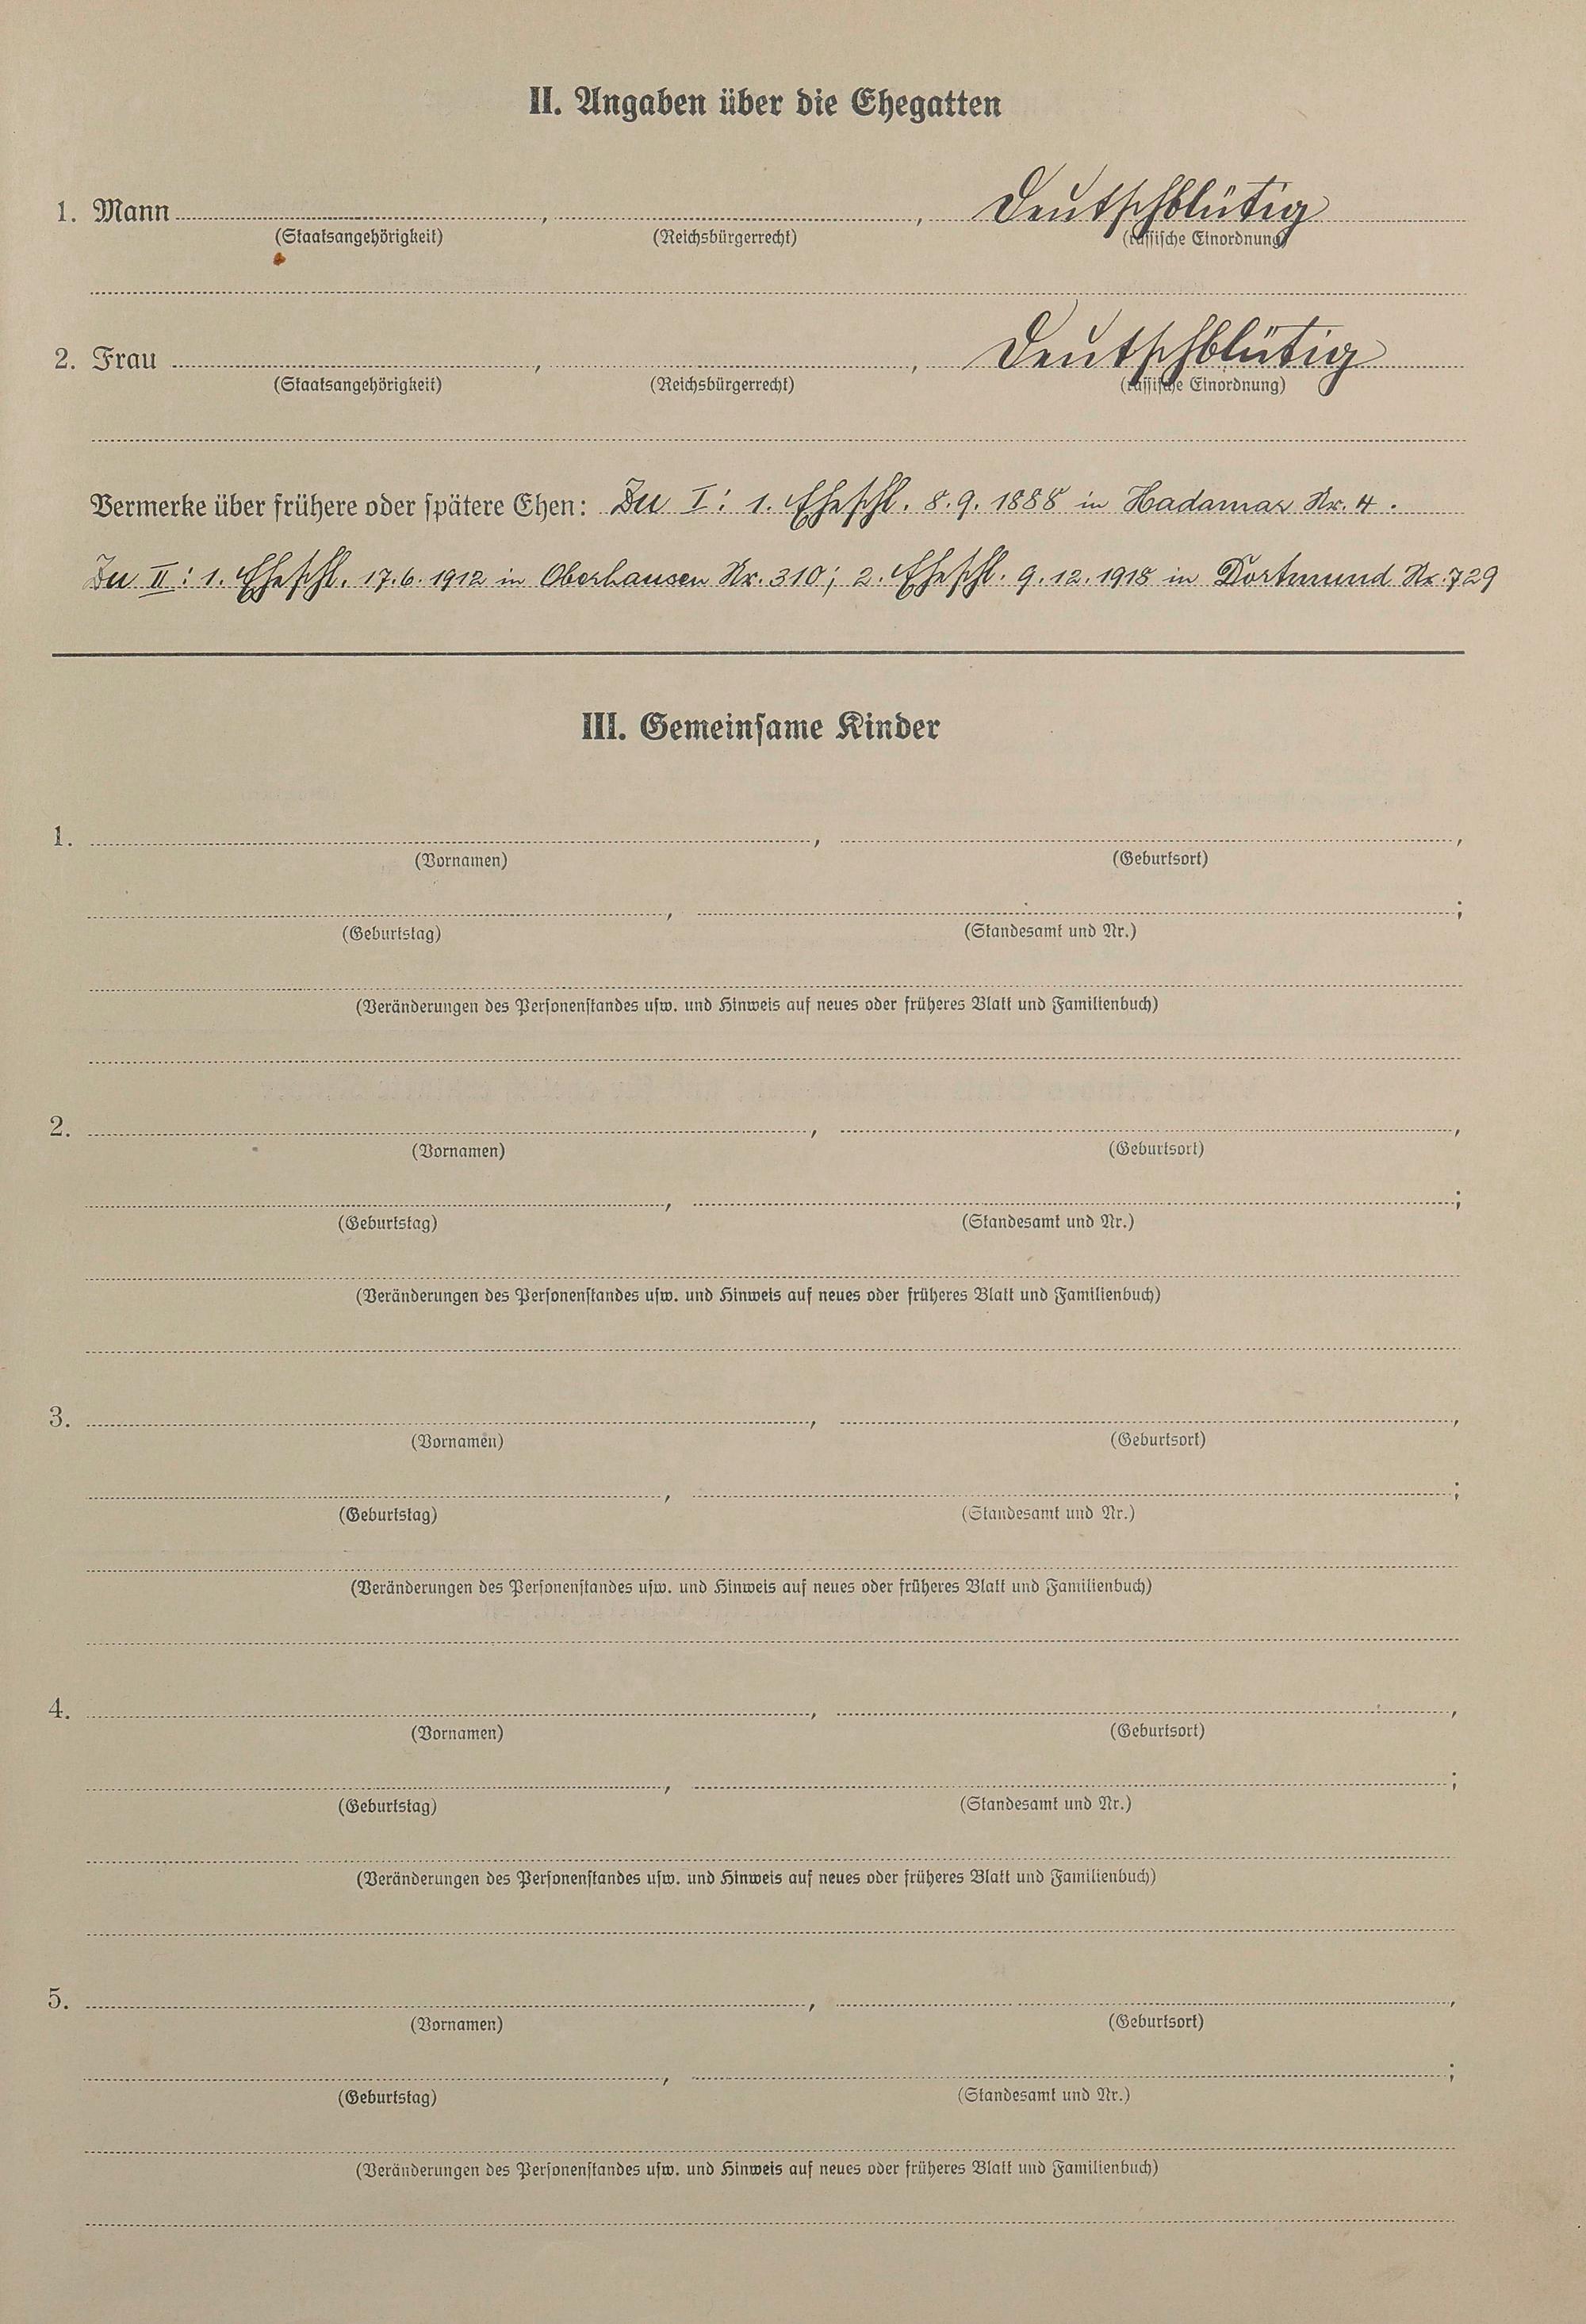 II. Angaben über die Ehegatten
1. Mann , , Deutschblütig
(Staatsangehörigkeit) (Reichsbürgerrecht) (rassische Einordnung)
2. Frau , , Deutschblütig
(Staatsangehörigkeit) (Reichsbürgerrecht) (rassische Einordnung)
Vermerke über frühere oder spätere Ehen: Zu I: 1. Eheschl. 8.9.1888 in Hadamar Nr. 4.
Zu II: 1. Eheschl. 17.6.1912 in Oberhausen Nr. 310; 2. Eheschl. 9.12.1918 in Dortmund Nr. 729
III. Gemeinsame Kinder
1. , ,
(Vornamen) (Geburtsort)
, ;
(Geburtstag) (Standesamt und Nr.)
(Veränderungen des Personenstandes usw. und Hinweis auf neues oder früheres Blatt und Familienbuch)
2. , ,
(Vornamen) (Geburtsort)
, ;
(Geburtstag) (Standesamt und Nr.)
(Veränderungen des Personenstandes usw. und Hinweis auf neues oder früheres Blatt und Familienbuch)
3. , ,
(Vornamen) (Geburtsort)
, ;
(Geburtstag) (Standesamt und Nr.)
(Veränderungen des Personenstandes usw. und Hinweis auf neues oder früheres Blatt und Familienbuch)
4. , ,
(Vornamen) (Geburtsort)
, ;
(Geburtstag) (Standesamt und Nr.)
(Veränderungen des Personenstandes usw. und Hinweis auf neues oder früheres Blatt und Familienbuch)
5. , ,
(Vornamen) (Geburtsort)
, ;
(Geburtstag) (Standesamt und Nr.)
(Veränderungen des Personenstandes usw. und Hinweis auf neues oder früheres Blatt und Familienbuch)